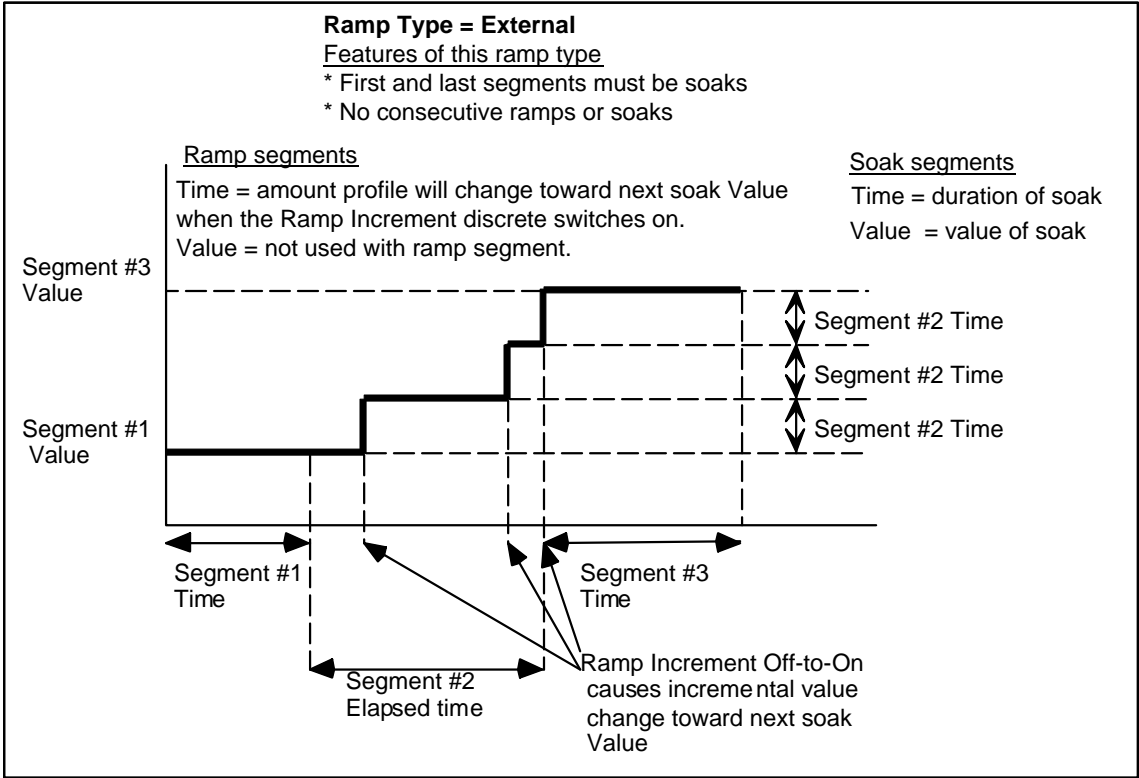 Ramp Type = External
Features of this ramp type
* First and last segments must be soaks
* No consecutive ramps or soaks
Ramp segments
Time = amount profile will change toward next soak Value
when the Ramp Increment discrete switches on.
Value = not used with ramp segment.
Soak segments
Time = duration of soak
Value = value of soak
Segment #3
Value
Segment #2 Time
Segment #2 Time
Segment #1
Value
Segment #2 Time
Segment #1
Time
Segment #3
Time
Segment #2
Elapsed time
Ramp Increment Off-to-On
causes incremental value
change toward next soak
Value